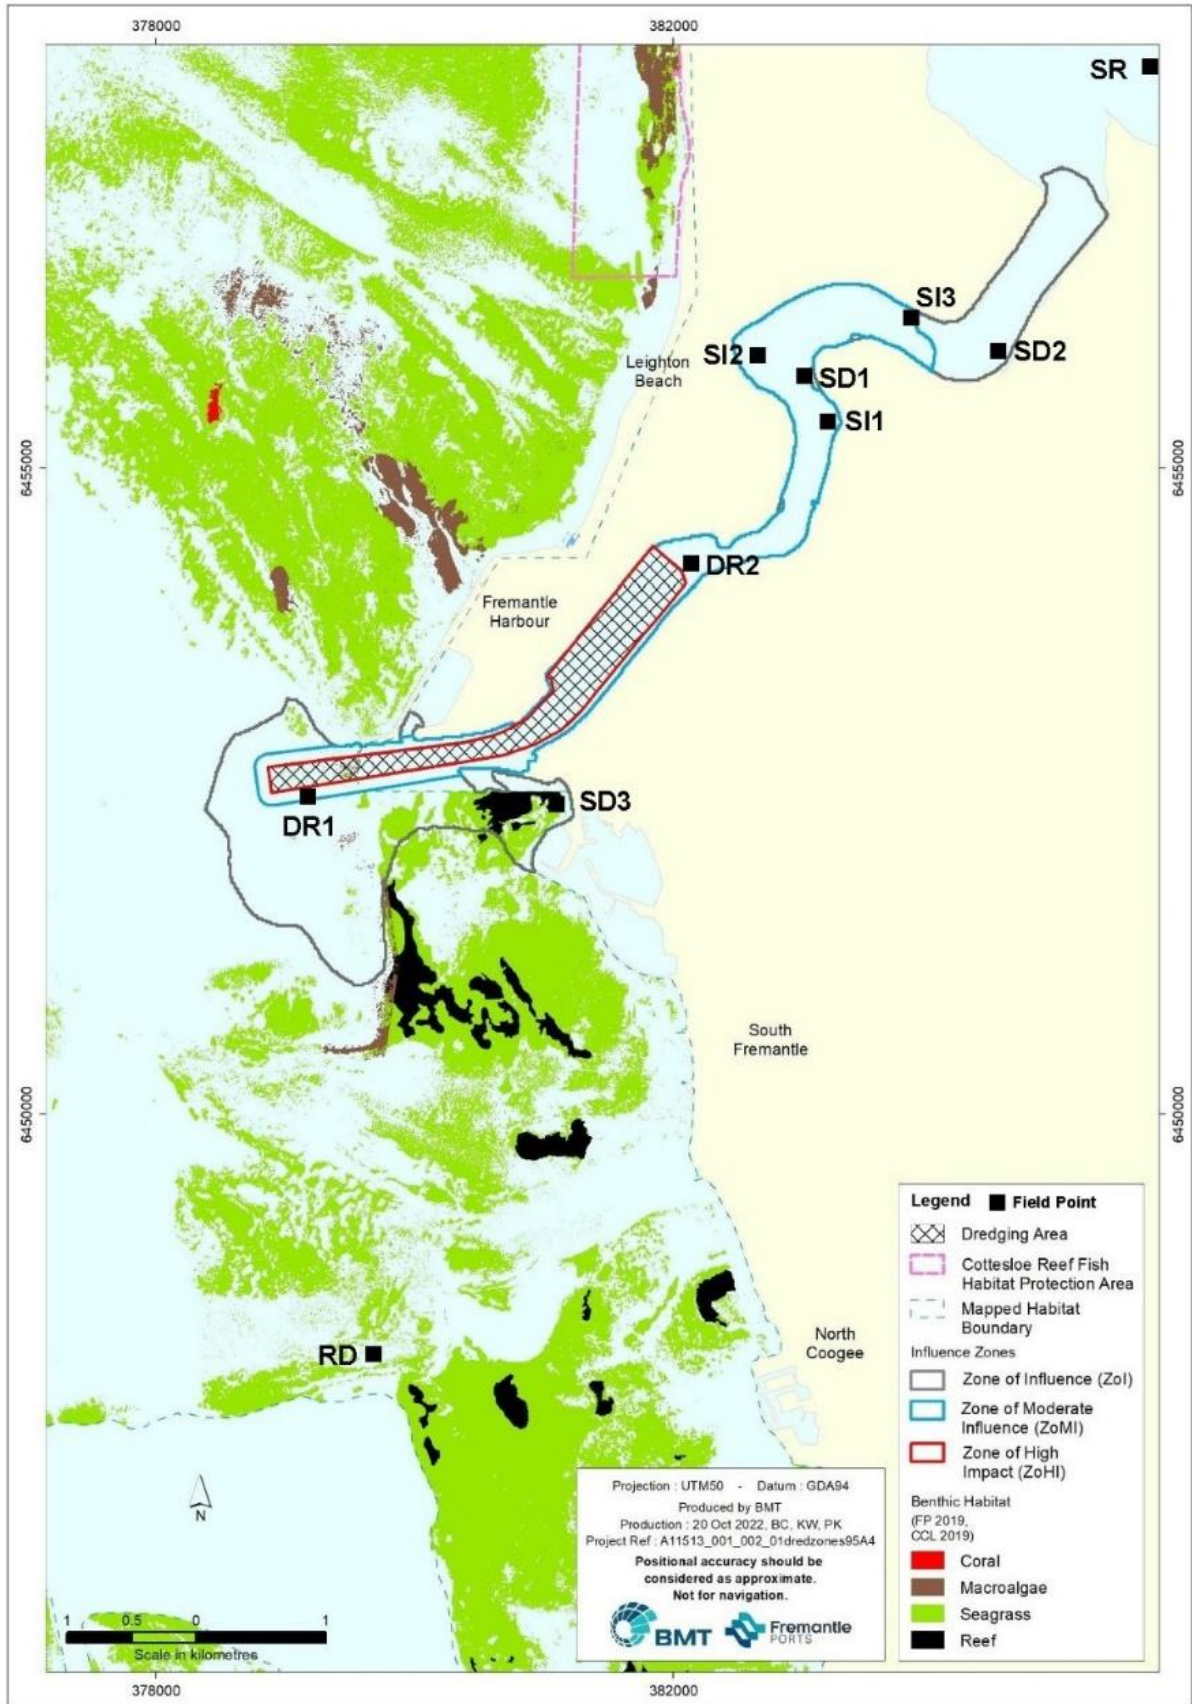 378000
382000
SR
SI3
SI2
SD2
SD1
SI1
Leighton
Beach
6455000
6455000
DR2
Fremantle
Harbour
SD3
DR1
South
Fremantle
6450000
6450000
RD
North
Coogee
Legend
Field Point
Dredging Area
Cottesloe Reef Fish
Habitat Protection Area
Mapped Habitat
Boundary
Influence Zones
Zone of Influence (ZoI)
Zone of Moderate
Influence (ZoMI)
Zone of High
Impact (ZoHI)
Benthic Habitat
(FP 2019,
CCL 2019)
Coral
Macroalgae
Seagrass
Reef
Projection : UTM50 - Datum : GDA94
Produced by BMT
Production : 20 Oct 2022, BC, KW, PK
Project Ref : A11513_001_002_01dredzones95A4
Positional accuracy should be
considered as approximate.
Not for navigation.
BMT
Fremantle
PORTS
N
1 0.5 0 1
Scale in kilometres
378000
382000